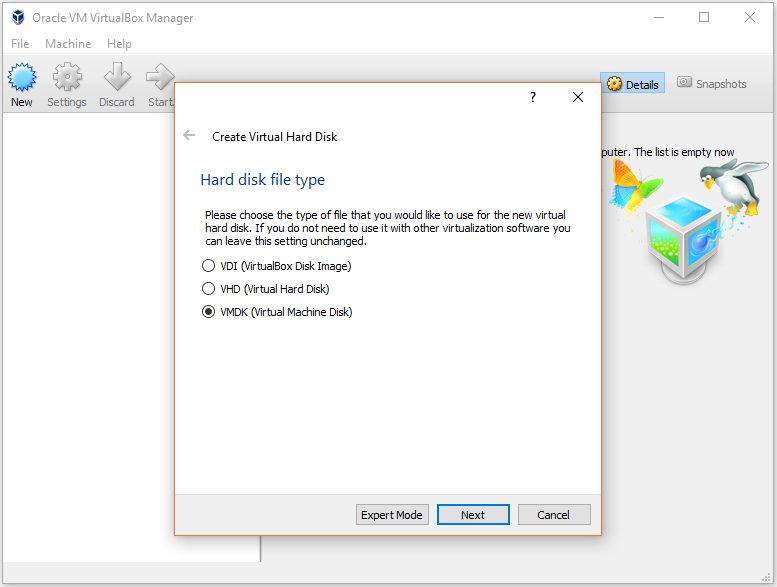 Oracle VM VirtualBox Manager
File Machine Help
New Settings Discard Start
Details Snapshots
?
Create Virtual Hard Disk
puter. The list is empty now
Hard disk file type
Please choose the type of file that you would like to use for the new virtual
hard disk. If you do not need to use it with other virtualization software you
can leave this setting unchanged.
VDI (VirtualBox Disk Image)
VHD (Virtual Hard Disk)
VMDK (Virtual Machine Disk)
Expert Mode Next Cancel